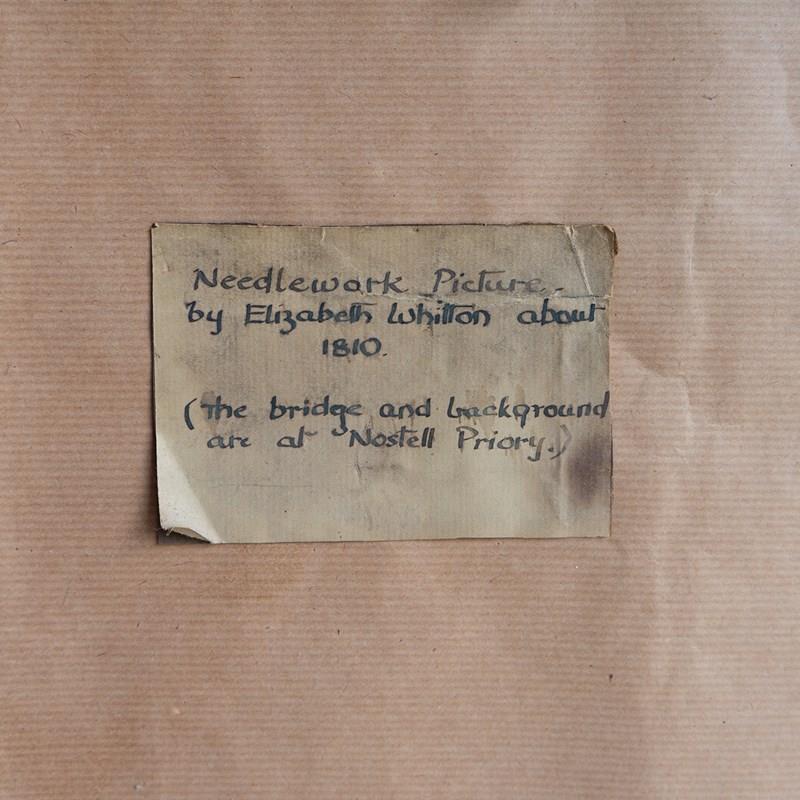 Needlework Picture.
by Elizabeth Whitton about
1810.
(the bridge and background
are at Nostell Priory.)